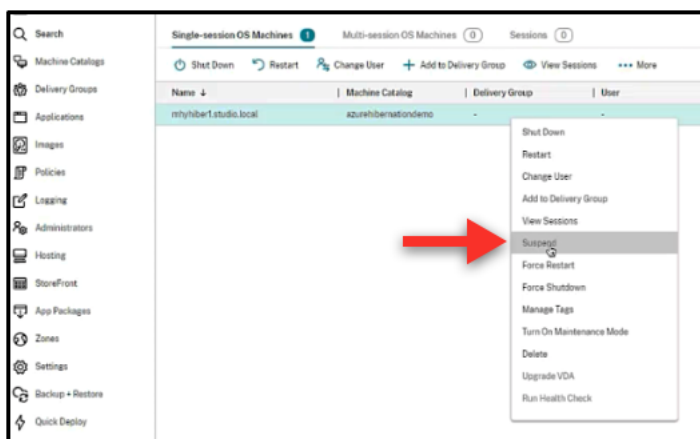 Search
Machine Catalogs
Delivery Groups
Applications
Images
Policies
Logging
Administrators
Hosting
StoreFront
App Packages
Zones
Settings
Backup + Restore
Quick Deploy
Single-session OS Machines 1 Multi-session OS Machines 0 Sessions 0
Shut Down Restart Change User Add to Delivery Group View Sessions More
Name ↓ Machine Catalog Delivery Group User
mhyhiber1.studio.local azurehibernationdemo - -
Shut Down
Restart
Change User
Add to Delivery Group
View Sessions
Suspend
Force Restart
Force Shutdown
Manage Tags
Turn On Maintenance Mode
Delete
Upgrade VDA
Run Health Check